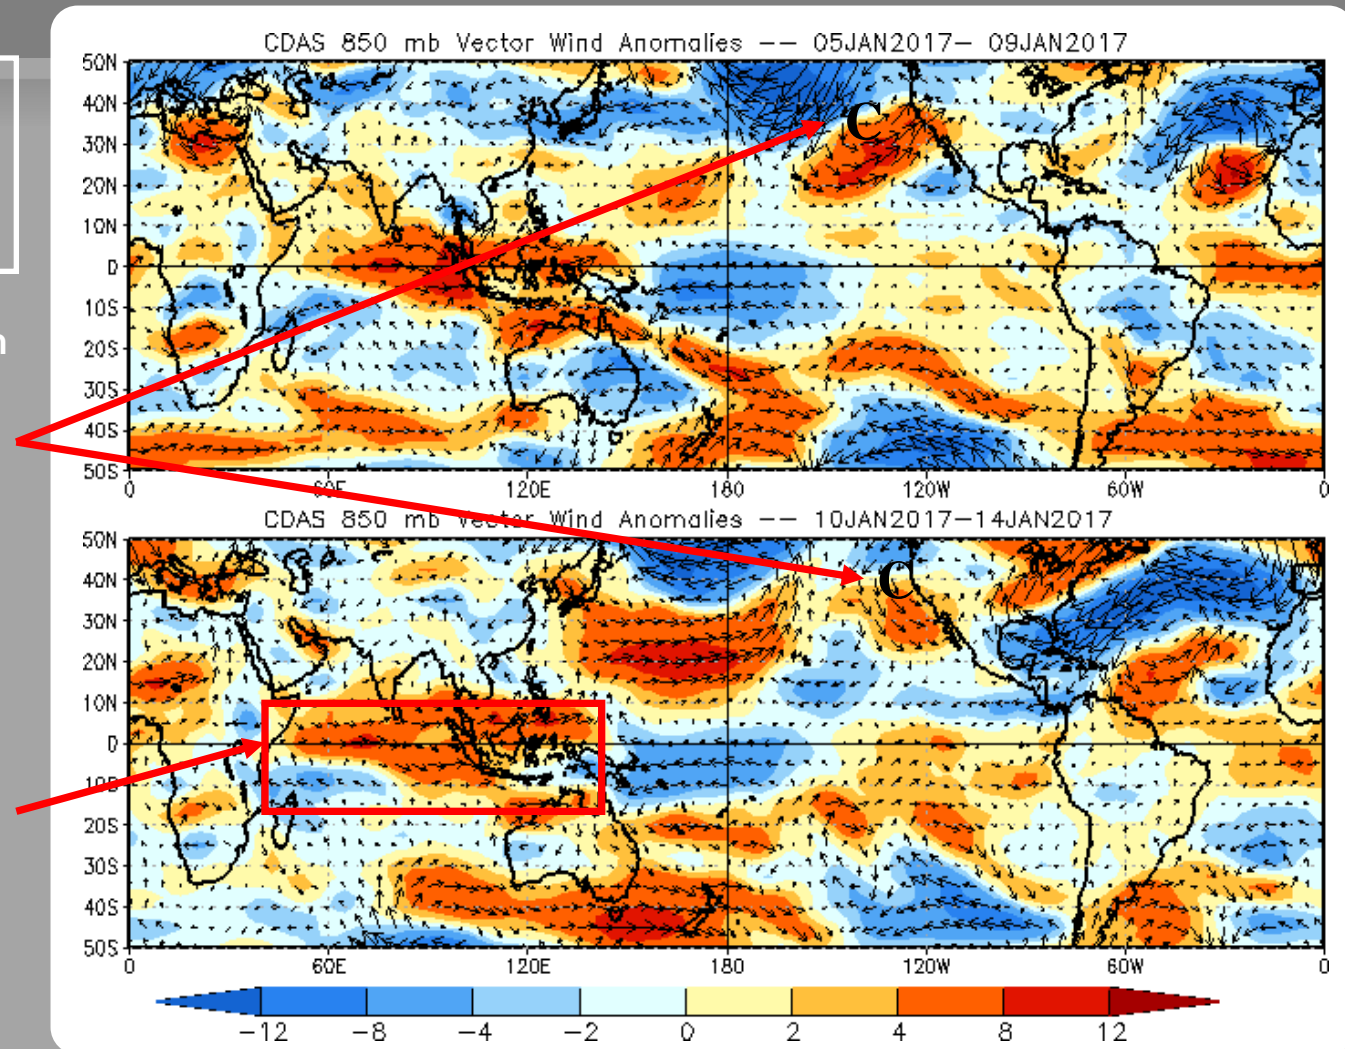 CDAS 850 mb Vector Wind Anomalies -- 05JAN2017- 09JAN2017
50N
40N
C
30N
20N
10N
0
10S
n
20S
30S
40S
50S
0 60E 120E 180 120W 60W 0
CDAS 850 mb Vector Wind Anomalies -- 10JAN2017-14JAN2017
50N
40N
C
30N
20N
10N
0
10S
20S
30S
40S
50S
0 60E 120E 180 120W 60W 0
-12 -8 -4 -2 0 2 4 8 12